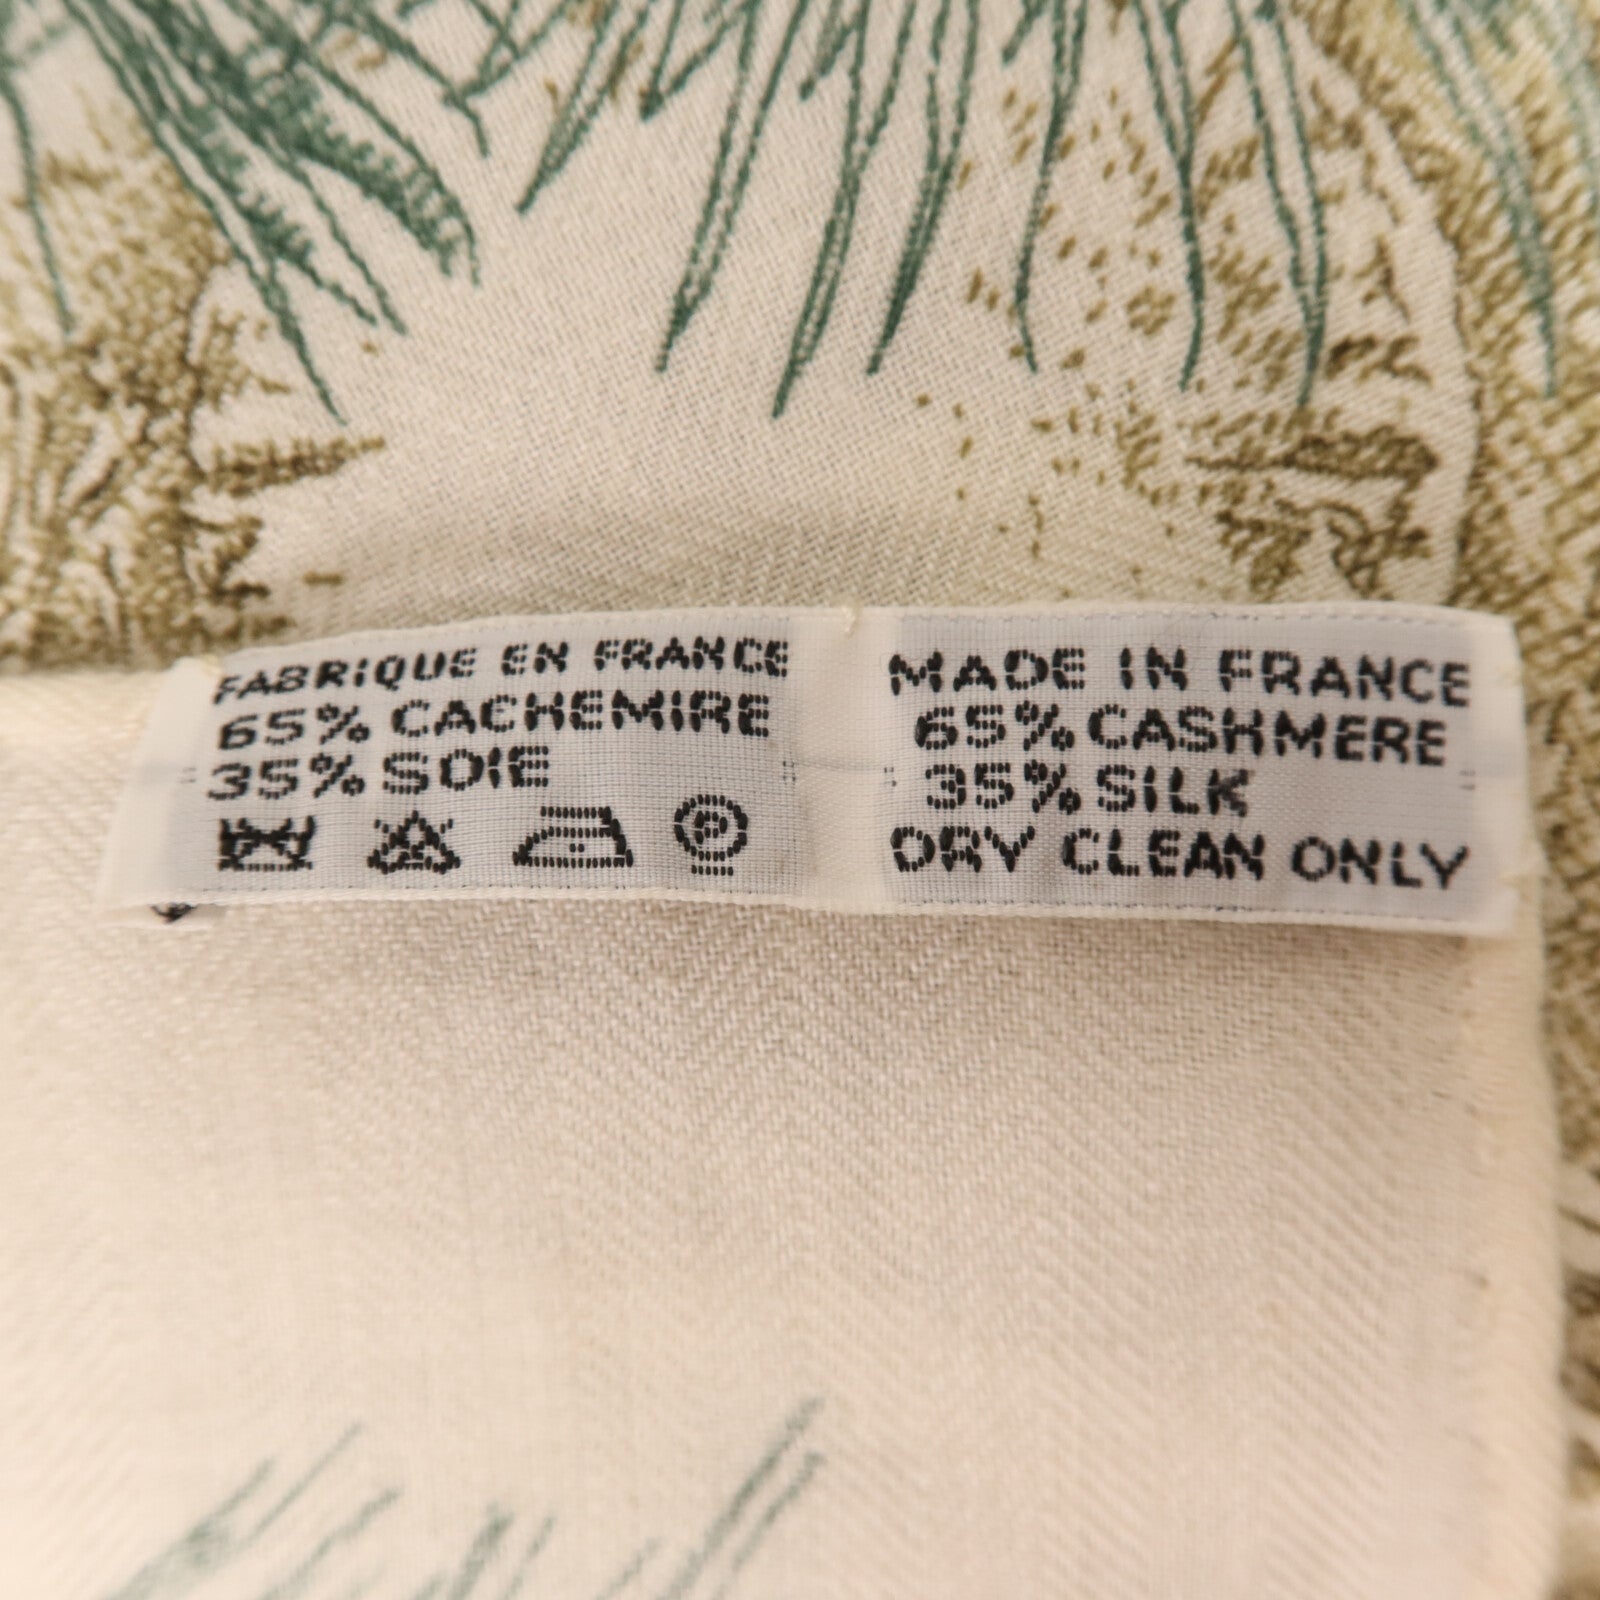 FABRIQUE EN FRANCE
65% CACHEMIRE
35% SOIE
P
MADE IN FRANCE
65% CASHMERE
35% SILK
DRY CLEAN ONLY